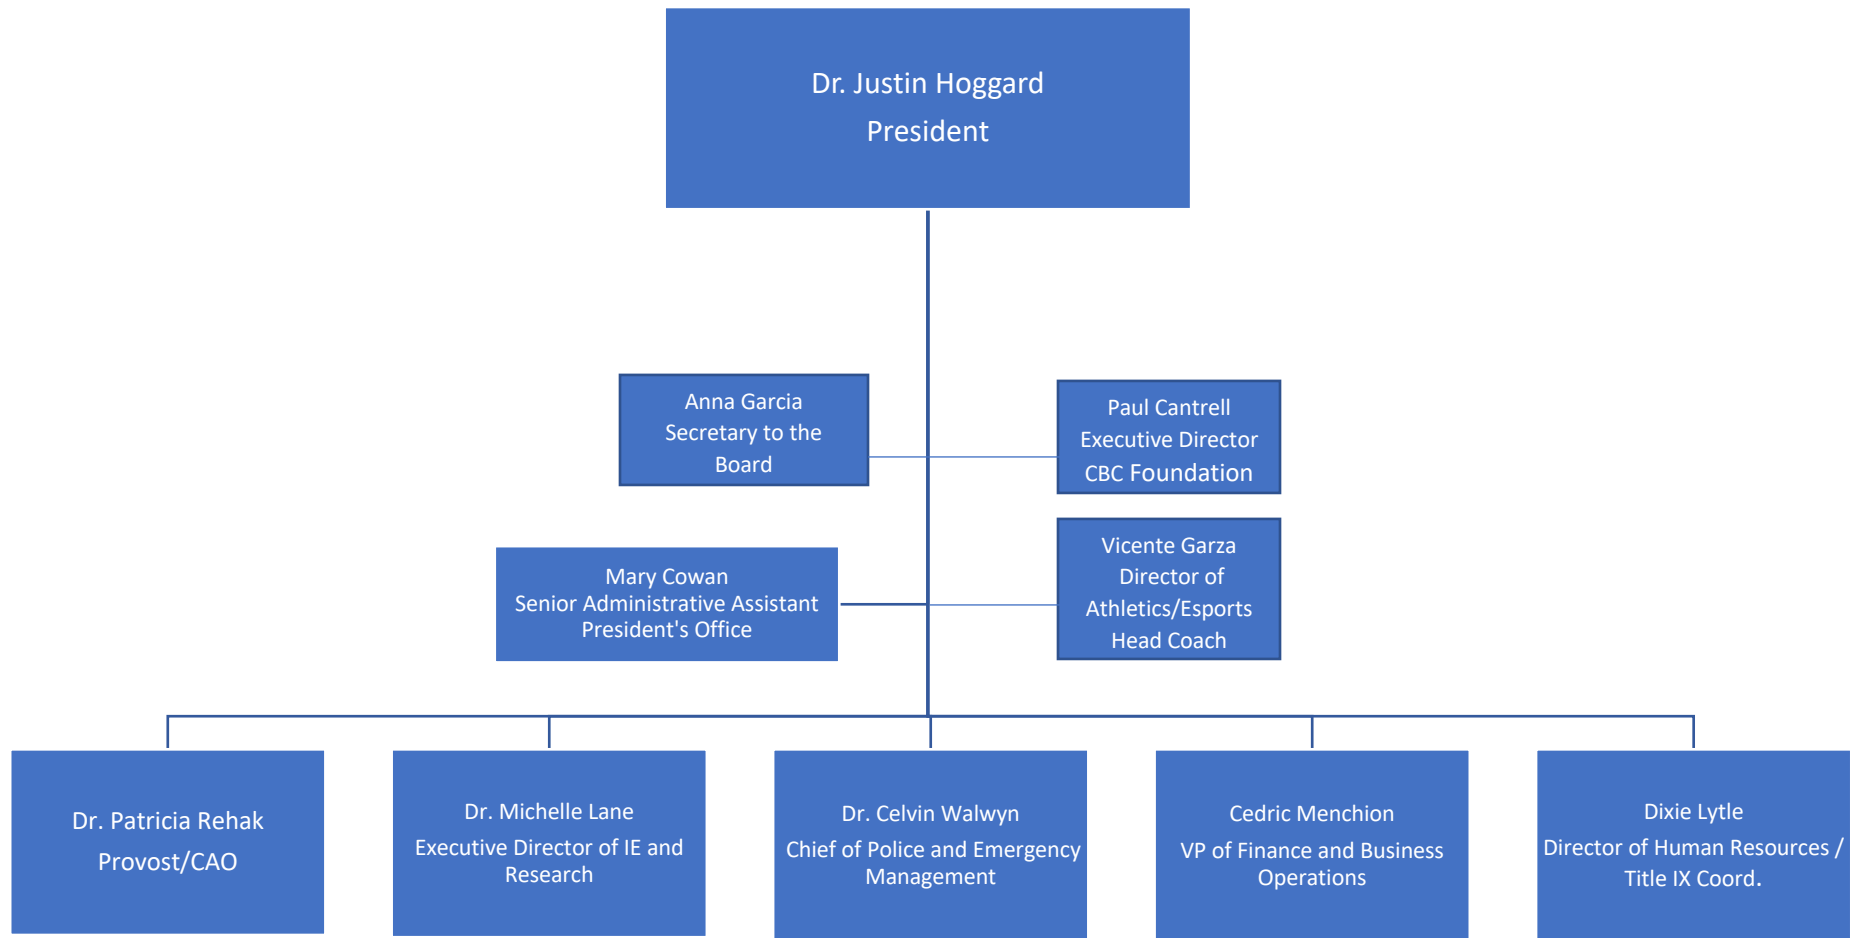 Dr. Justin Hoggard
President
Anna Garcia
Secretary to the
Board
Paul Cantrell
Executive Director
CBC Foundation
Mary Cowan
Senior Administrative Assistant
President's Office
Vicente Garza
Director of
Athletics/Esports
Head Coach
Dr. Patricia Rehak
Provost/CAO
Dr. Michelle Lane
Executive Director of IE and
Research
Dr. Celvin Walwyn
Chief of Police and Emergency
Management
Cedric Menchion
VP of Finance and Business
Operations
Dixie Lytle
Director of Human Resources /
Title IX Coord.